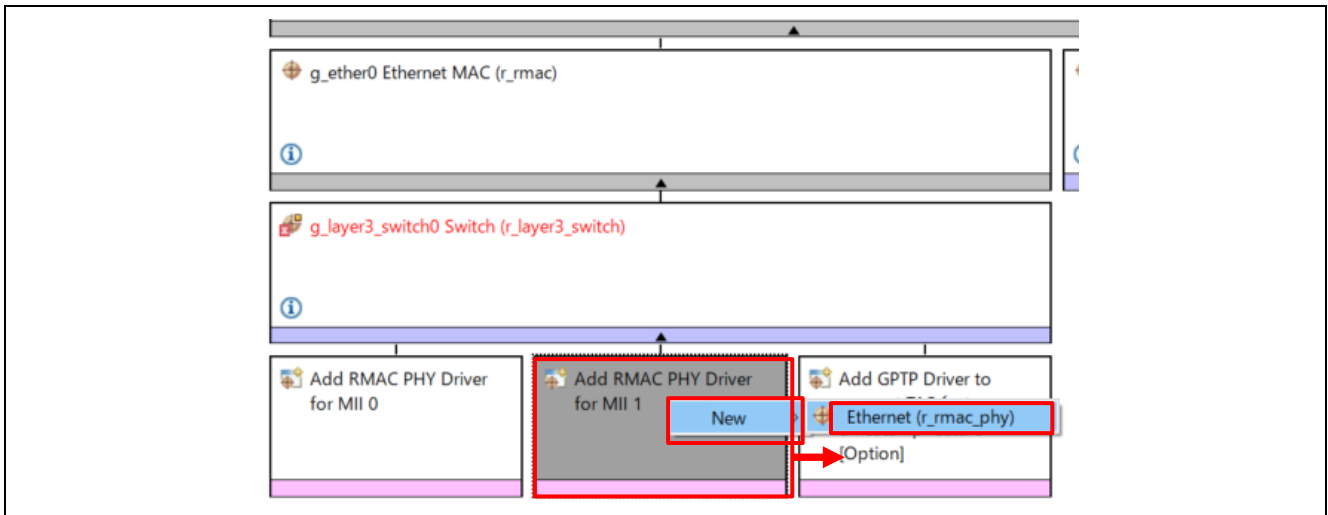 g_ether0 Ethernet MAC (r_rmac)
g_layer3_switch0 Switch (r_layer3_switch)
Add RMAC PHY Driver
for MII 0
Add RMAC PHY Driver
for MII 1
New
Add GPTP Driver to
Ethernet (r_rmac_phy)
[Option]